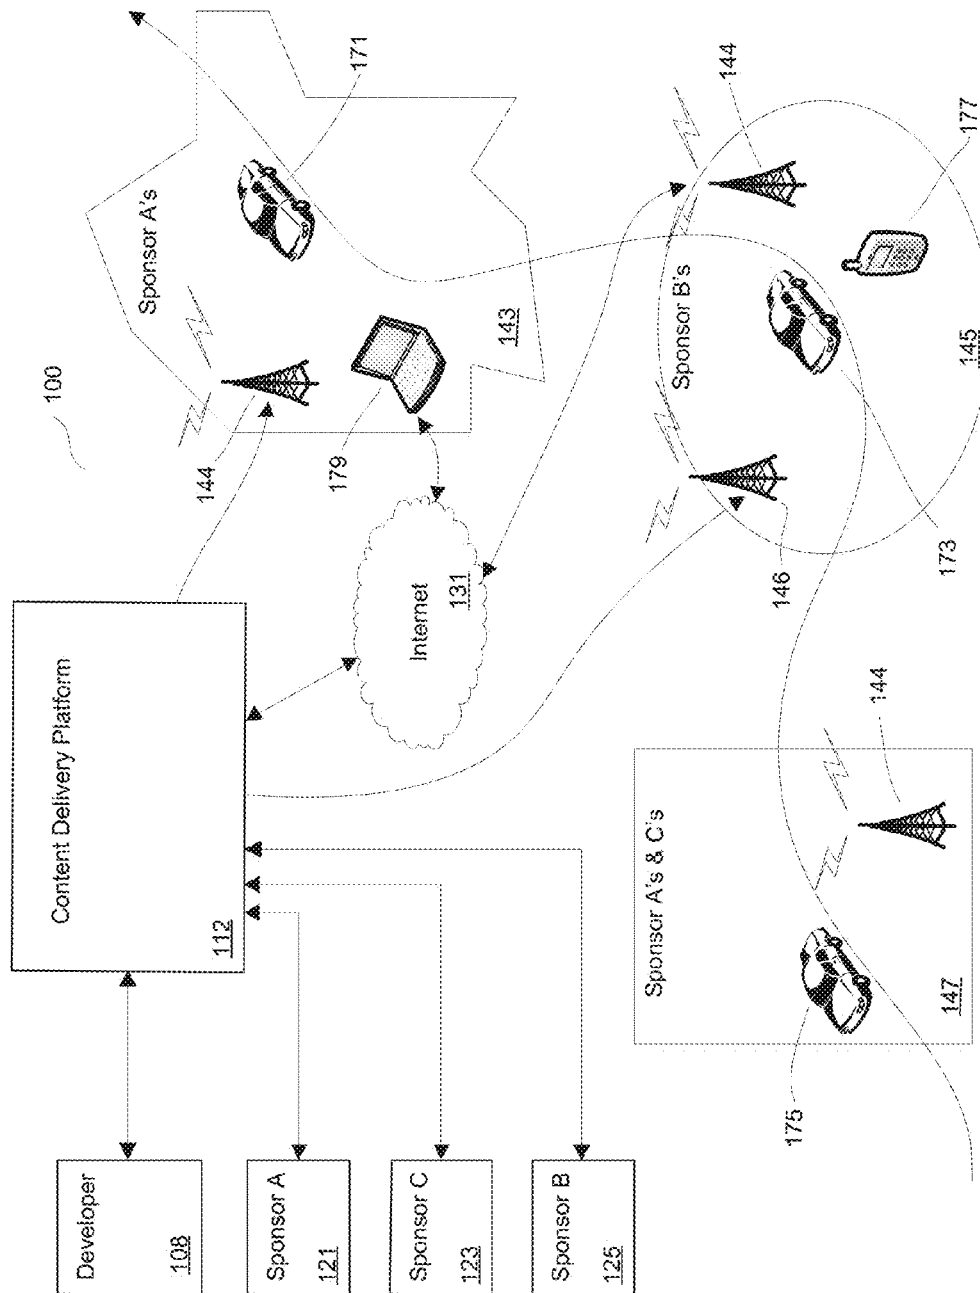 100
Developer
108
Sponsor A
121
Sponsor C
123
Sponsor B
125
Content Delivery Platform
112
Internet
131
Sponsor A's
144
179
143
171
Sponsor B's
144
146
173
177
145
Sponsor A's & C's
144
175
147